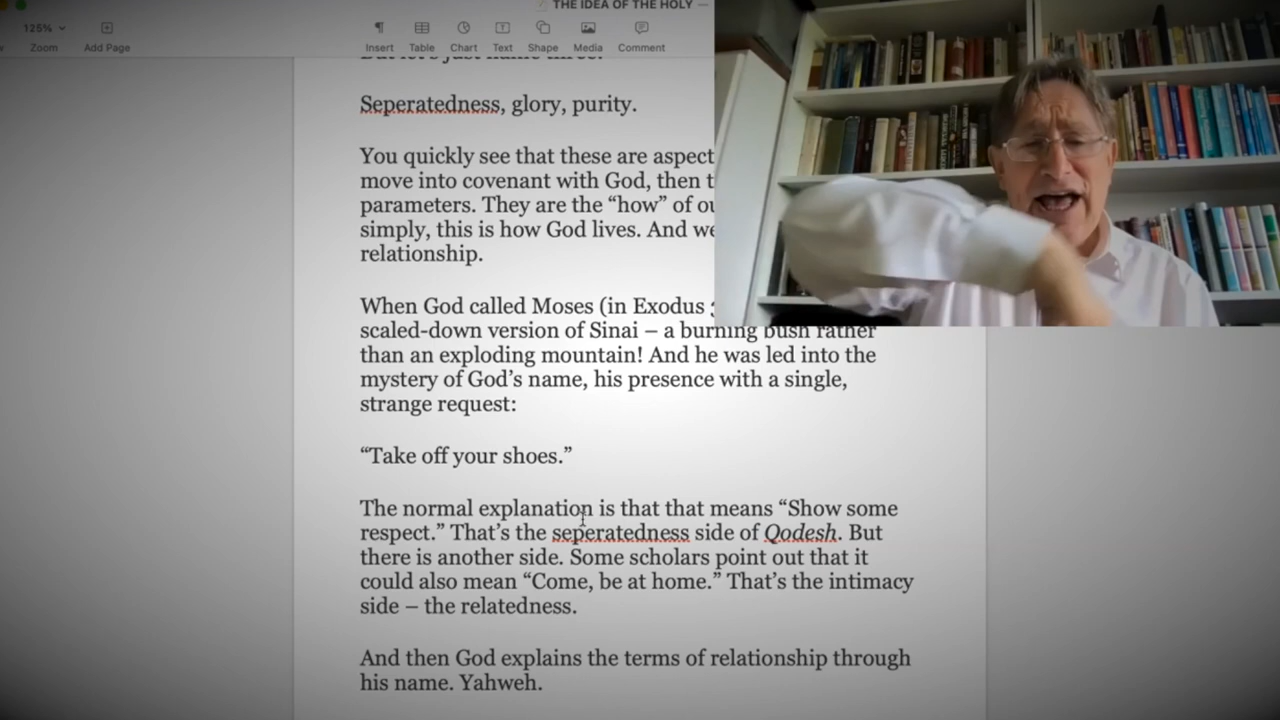 THE IDEA OF THE HOLY —
125%
Zoom
Add Page
Insert
Table
Chart
Text
Shape
Media
Comment
But let's just name three:
Seperatedness, glory, purity.
You quickly see that these are
move into covenant with God, then
parameters. They are the “how” of
simply, this is how God lives. And
relationship.
When God called Moses (in Exodus
scaled-down version of Sinai – a burning bush rather
than an exploding mountain! And he was led into the
mystery of God’s name, his presence with a single,
strange request:
“Take off your shoes.”
The normal explanation is that that means “Show some
respect.” That’s the seperatedness side of Qodesh. But
there is another side. Some scholars point out that it
could also mean “Come, be at home.” That’s the intimacy
side – the relatedness.
And then God explains the terms of relationship through
his name. Yahweh.